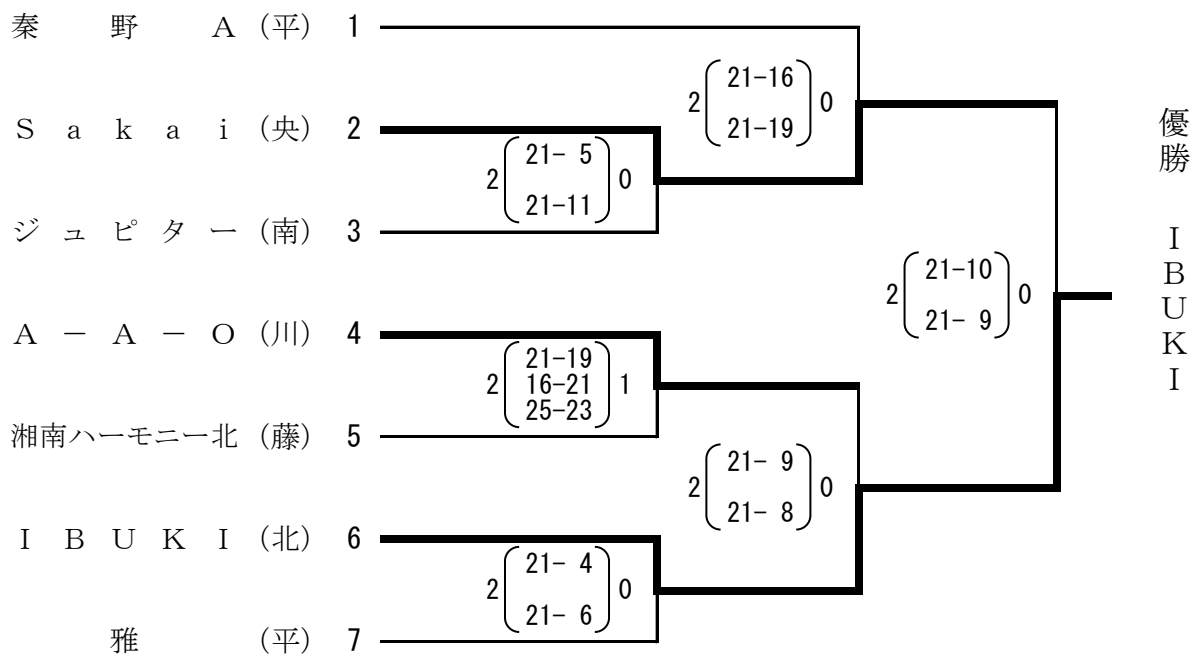 秦野A (平) 1
21-16
2 0
21-19
Sakai (央) 2
21- 5
2 0
21-11
ジュピター (南) 3
21-10
2 0
21- 9
A－A－O (川) 4
21-19
2 16-21 1
25-23
湘南ハーモニー北 (藤) 5
21- 9
2 0
21- 8
IBUKI (北) 6
21- 4
2 0
21- 6
雅 (平) 7
優勝 IBUKI